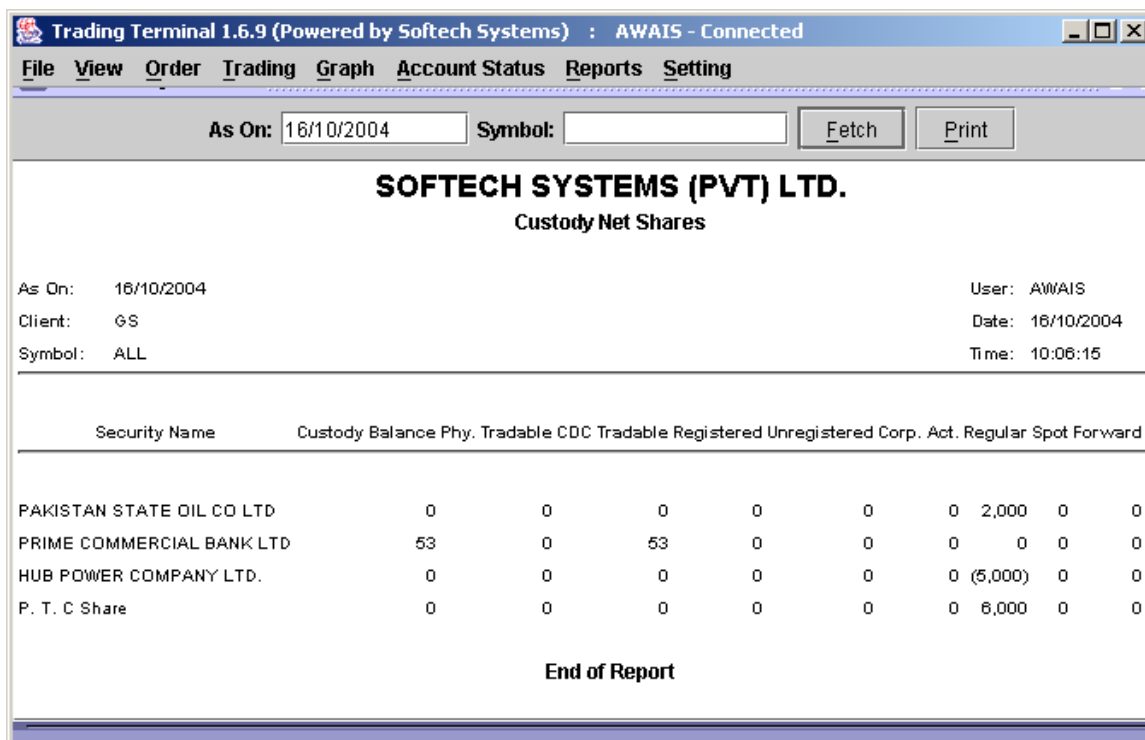 Trading Terminal 1.6.9 (Powered by Softech Systems) : AWAIS - Connected
File View Order Trading Graph Account Status Reports Setting
As On: 16/10/2004 Symbol: Fetch Print
SOFTECH SYSTEMS (PVT) LTD.
Custody Net Shares
As On: 16/10/2004 User: AWAIS
Client: GS Date: 16/10/2004
Symbol: ALL Time: 10:06:15
Security Name Custody Balance Phy. Tradable CDC Tradable Registered Unregistered Corp. Act. Regular Spot Forward
PAKISTAN STATE OIL CO LTD 0 0 0 0 0 0 2,000 0 0
PRIME COMMERCIAL BANK LTD 53 0 53 0 0 0 0 0 0
HUB POWER COMPANY LTD. 0 0 0 0 0 0 (5,000) 0 0
P. T. C Share 0 0 0 0 0 0 6,000 0 0
End of Report